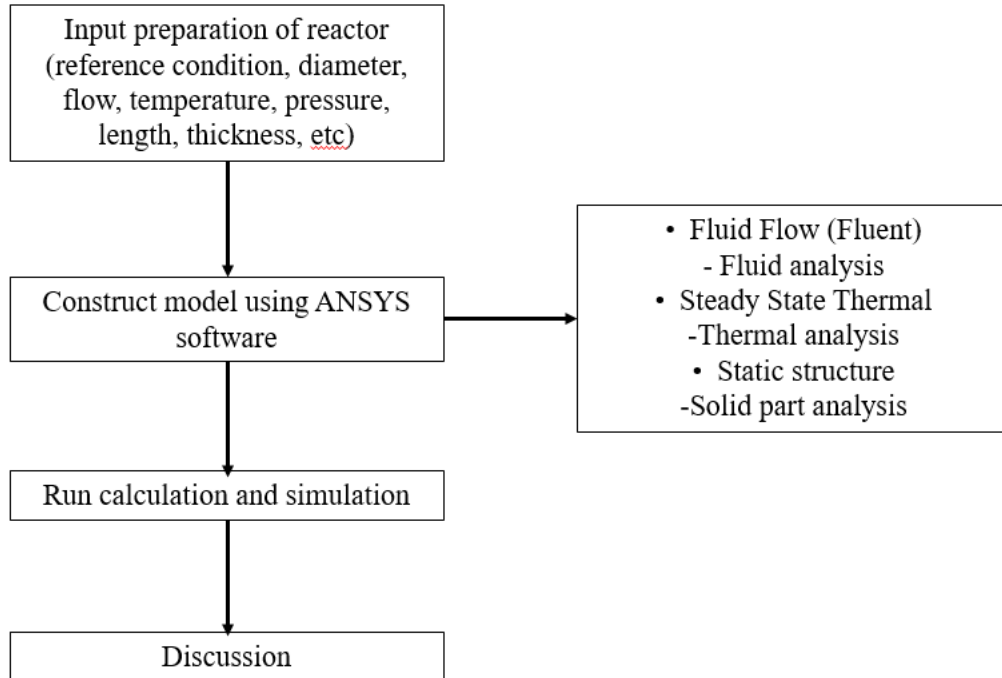 Input preparation of reactor
(reference condition, diameter,
flow, temperature, pressure,
length, thickness, etc)
Construct model using ANSYS
software
• Fluid Flow (Fluent)
- Fluid analysis
• Steady State Thermal
-Thermal analysis
• Static structure
-Solid part analysis
Run calculation and simulation
Discussion